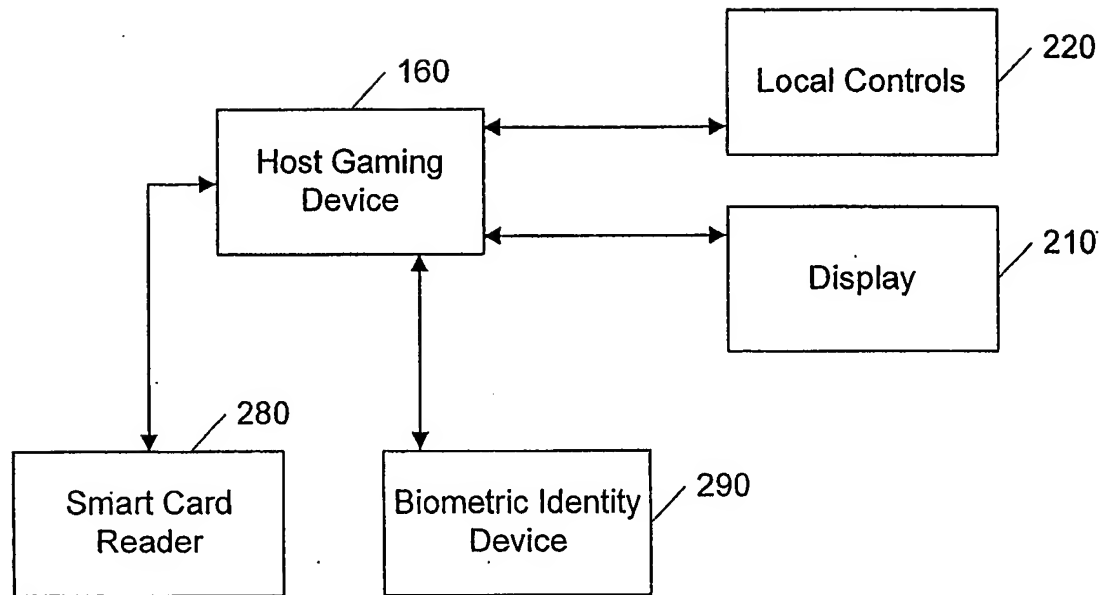 220
Local Controls
160
Host Gaming
Device
210
Display
280
Smart Card
Reader
290
Biometric Identity
Device